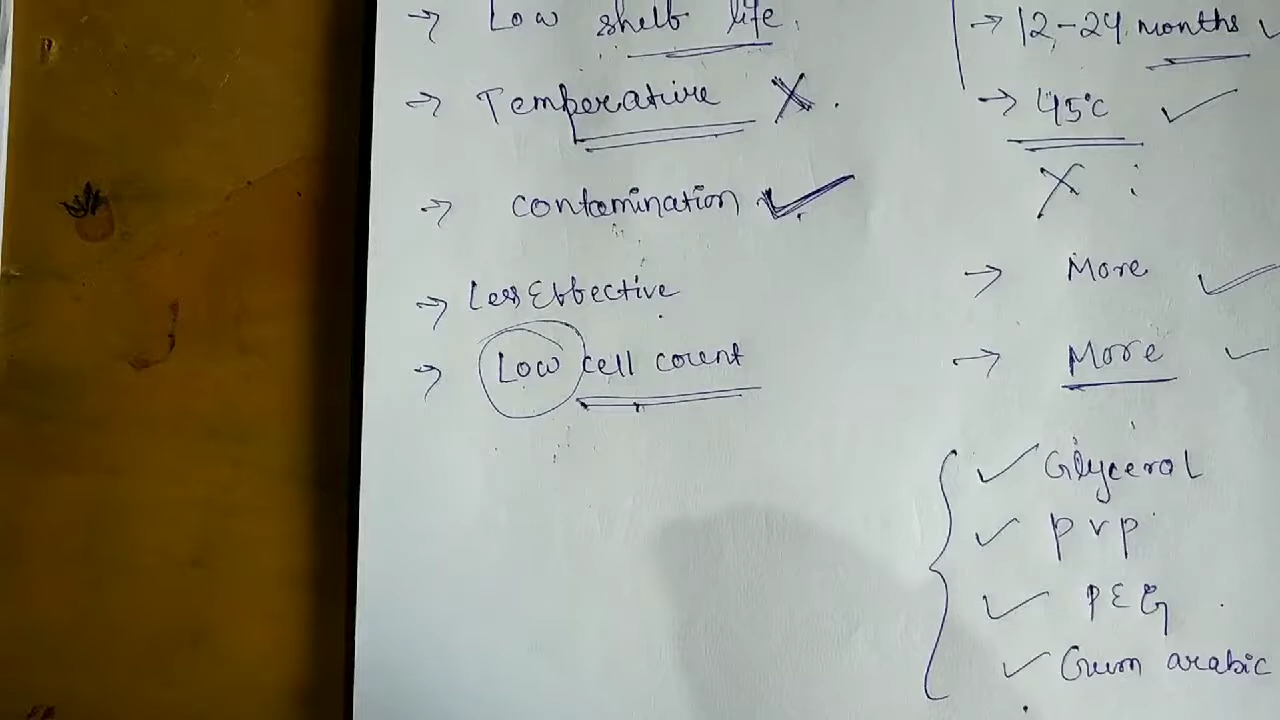 → Low shelf life.
→ Temperature X.
→ contamination ✓
→ Less Effective
→ Low cell count
→ 12-24 months ✓
→ 45°C ✓
X :
→ More ✓
→ More ✓
✓ Glycerol
✓ PVP
✓ PEG
✓ Gum arabic